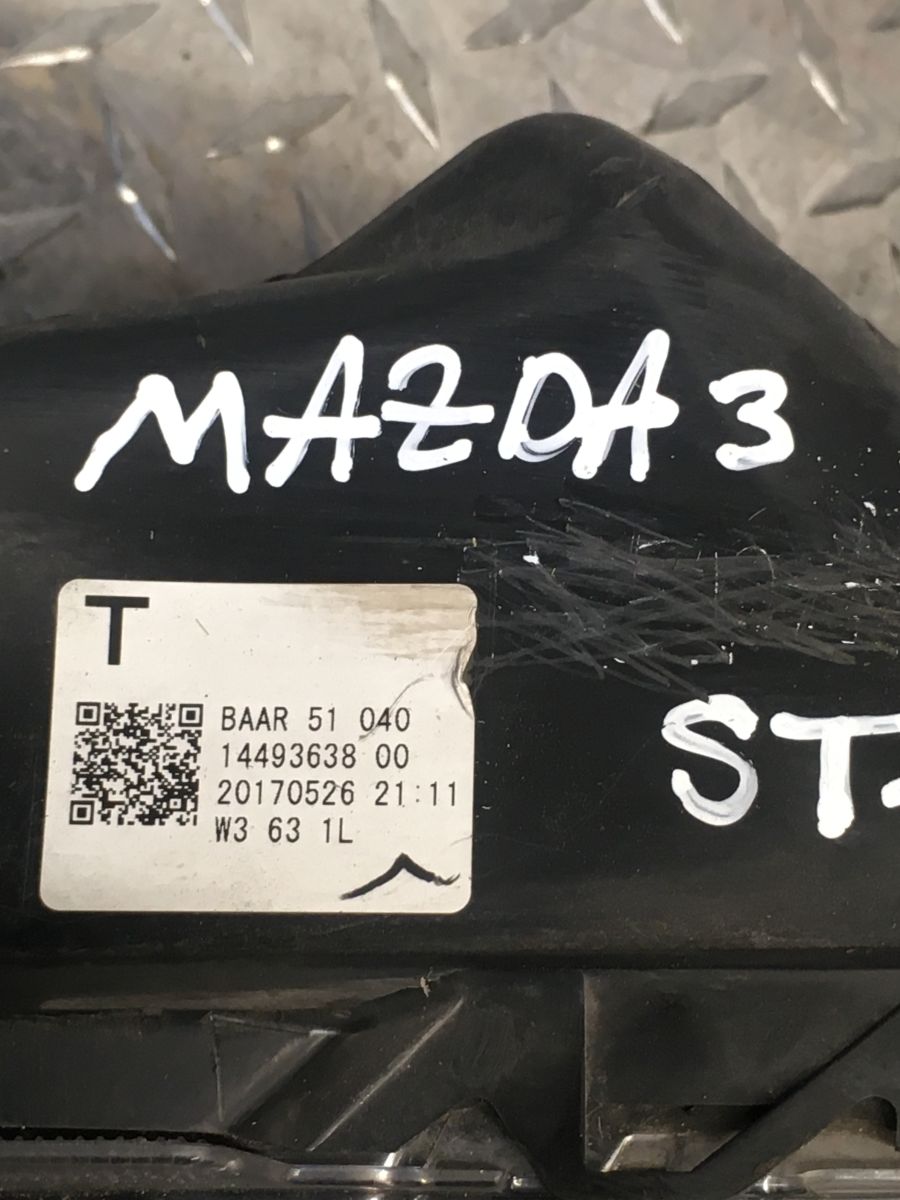 MAZDA 3
T
BAAR 51 040
14493638 00
20170526 21:11
W3 63 1L